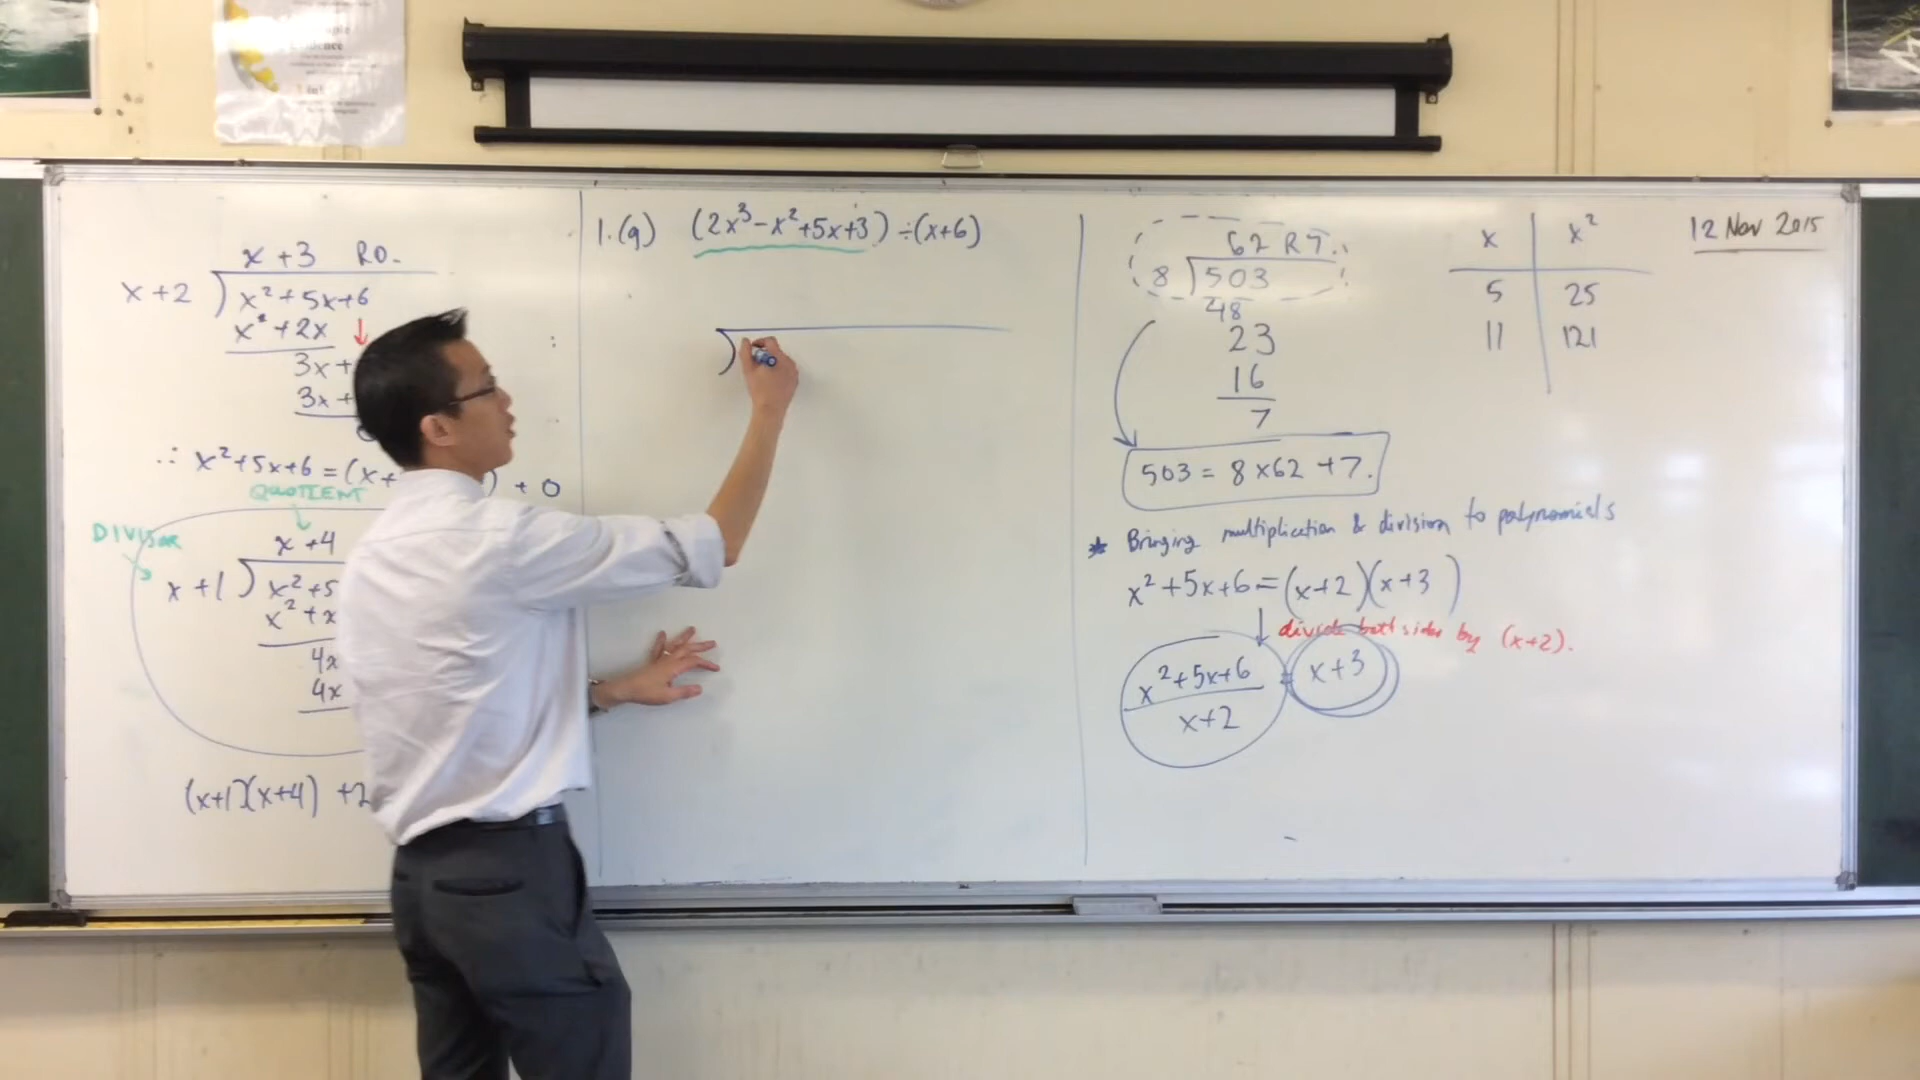 x + 3 R0.
x + 2 ) x² + 5x + 6
x² + 2x
3x +
3x +
∴ x² + 5x + 6 = (x+ ) + 0
QUOTIENT
DIVISOR
x + 4
x + 1 ) x² + 5
x² + x
4x
4x
(x+1)(x+4) + 2
1. (a) (2x³ - x² + 5x + 3) ÷ (x+6)
62 R7.
8 ) 503
48
23
16
7
503 = 8 x 62 + 7.
* Bringing multiplication & division to polynomials
x² + 5x + 6 = (x+2)(x+3)
↓ divide both sides by (x+2).
x² + 5x + 6 = x + 3
x + 2
x x²
5 25
11 121
12 Nov 2015